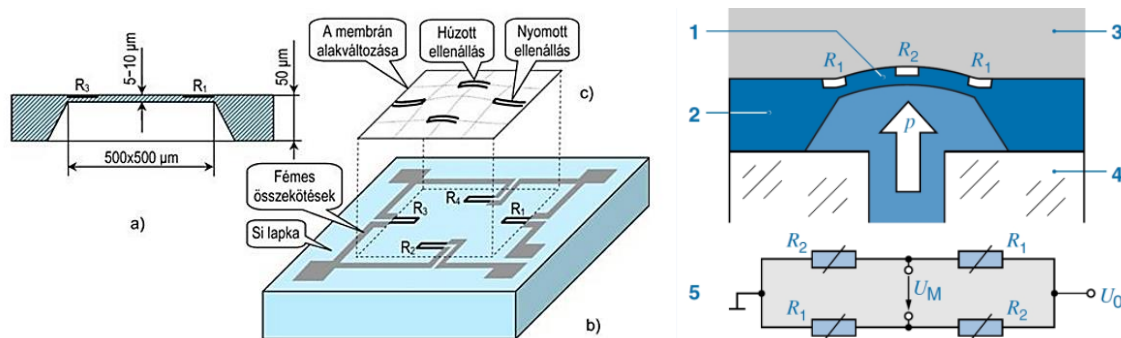 A membrán
alakváltozása
Húzott
ellenállás
Nyomott
ellenállás
c)
5–10 μm
50 μm
R3
R1
500x500 μm
a)
Fémes
összekötések
Si lapka
R4
R3
R1
R2
b)
1
R1
R2
R1
3
2
p
4
5
R2
R1
UM
U0
R1
R2